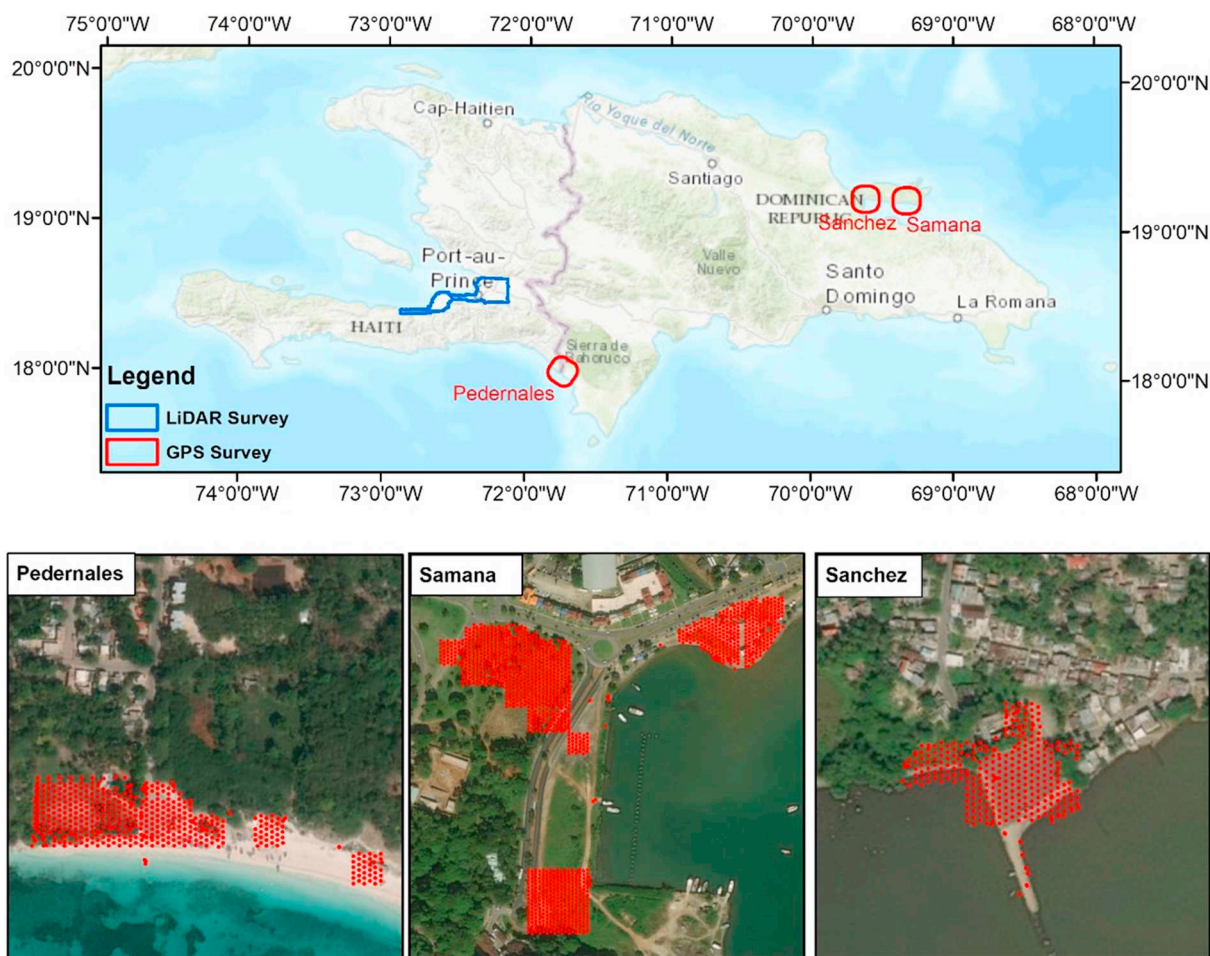 75°0'0"W 74°0'0"W 73°0'0"W 72°0'0"W 71°0'0"W 70°0'0"W 69°0'0"W 68°0'0"W
20°0'0"N
20°0'0"N
Cap-Haitien
Rio Yoque del Norte
Santiago
DOMINICAN
REPUBLIC
Sanchez
Samana
19°0'0"N
19°0'0"N
Port-au-
Prince
Valle
Nuevo
Santo
Domingo
La Romana
HAITI
Sierra de
Bahoruco
18°0'0"N
18°0'0"N
Pedernales
Legend
LiDAR Survey
GPS Survey
74°0'0"W 73°0'0"W 72°0'0"W 71°0'0"W 70°0'0"W 69°0'0"W 68°0'0"W
Pedernales
Samana
Sanchez